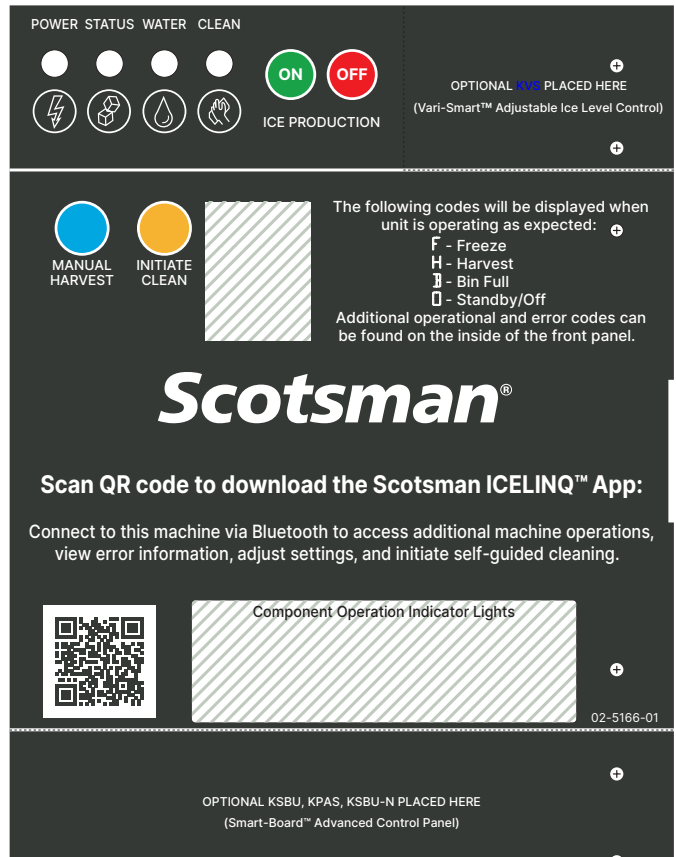 POWER STATUS WATER CLEAN
ON OFF
ICE PRODUCTION
OPTIONAL KVS PLACED HERE
(Vari-Smart™ Adjustable Ice Level Control)
MANUAL
HARVEST
INITIATE
CLEAN
The following codes will be displayed when
unit is operating as expected:
F - Freeze
H - Harvest
B - Bin Full
O - Standby/Off
Additional operational and error codes can
be found on the inside of the front panel.
Scotsman®
Scan QR code to download the Scotsman ICELINQ™ App:
Connect to this machine via Bluetooth to access additional machine operations,
view error information, adjust settings, and initiate self-guided cleaning.
Component Operation Indicator Lights
02-5166-01
OPTIONAL KSBU, KPAS, KSBU-N PLACED HERE
(Smart-Board™ Advanced Control Panel)